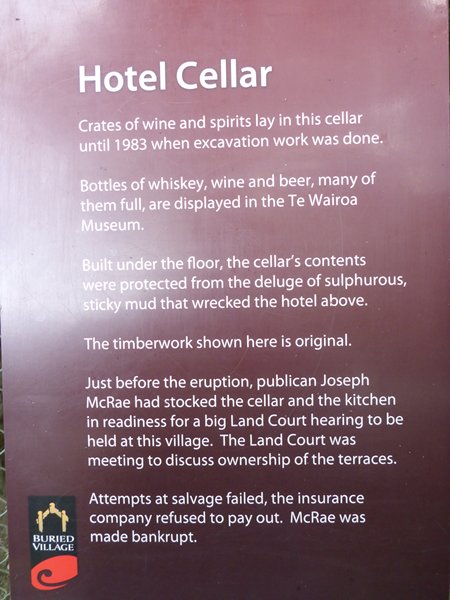 Hotel Cellar
Crates of wine and spirits lay in this cellar
until 1983 when excavation work was done.
Bottles of whiskey, wine and beer, many of
them full, are displayed in the Te Wairoa
Museum.
Built under the floor, the cellar's contents
were protected from the deluge of sulphurous,
sticky mud that wrecked the hotel above.
The timberwork shown here is original.
Just before the eruption, publican Joseph
McRae had stocked the cellar and the kitchen
in readiness for a big Land Court hearing to be
held at this village.  The Land Court was
meeting to discuss ownership of the terraces.
Attempts at salvage failed, the insurance
company refused to pay out.  McRae was
made bankrupt.
BURIED
VILLAGE